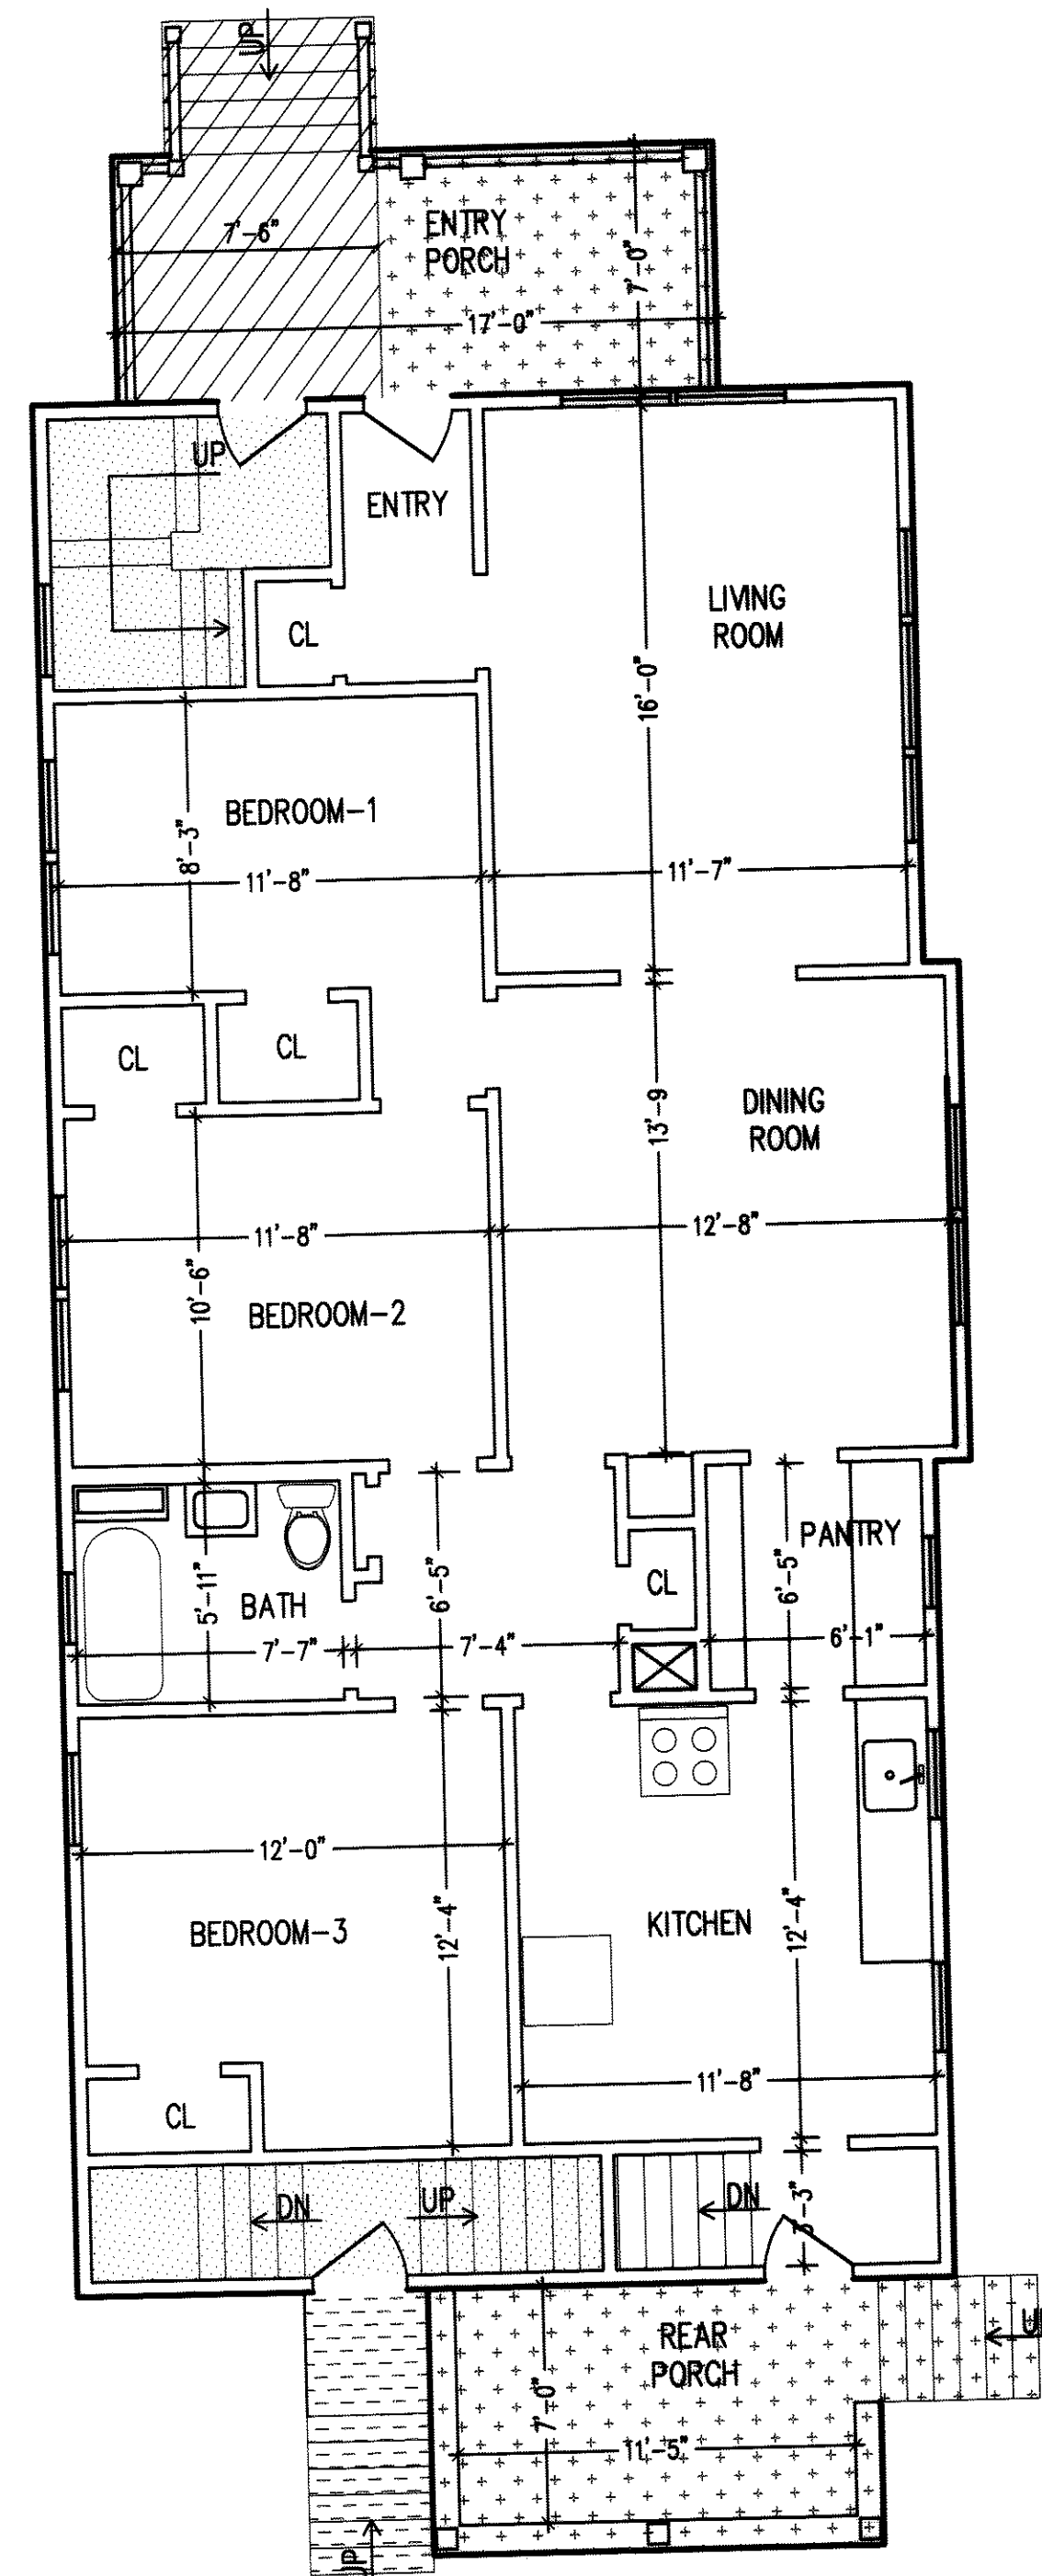 UP
7'-6"
ENTRY
PORCH
7'-0"
17'-0"
UP
ENTRY
CL
LIVING
ROOM
16'-0"
BEDROOM-1
8'-3"
11'-8"
11'-7"
CL
CL
DINING
ROOM
13'-9
11'-8"
12'-8"
10'-6"
BEDROOM-2
PANTRY
CL
BATH
5'-11"
6'-5"
6'-5"
7'-7"
7'-4"
6'-1"
12'-0"
BEDROOM-3
12'-4"
KITCHEN
12'-4"
11'-8"
CL
DN
UP
DN
3'-3"
REAR
PORCH
7'-0"
11'-5"
UP